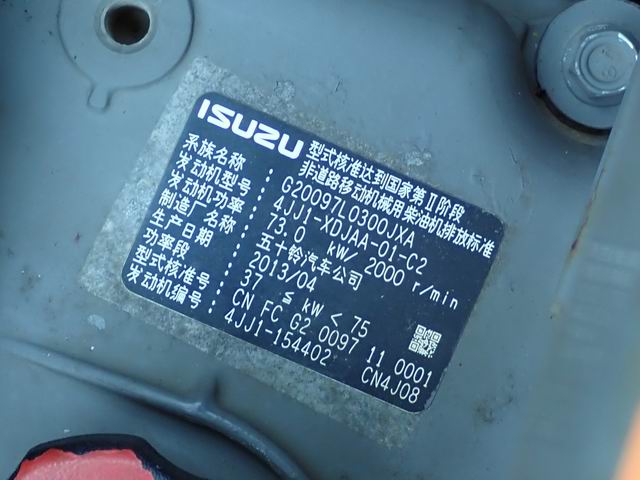 ISUZU 型式核准达到国家第Ⅱ阶段
非道路移动机械用柴油机排放标准
系族名称 G20097L0300JXA
发动机型号 4JJ1-XDJAA-01-C2
发动机功率 73.0 kW/ 2000 r/min
制造厂名称 五十铃汽车公司
生产日期 2013/04
功率段 37 ≤ kW < 75
型式核准号 CN FC G2 0097 11 0001
发动机编号 4JJ1-154402 CN4J08